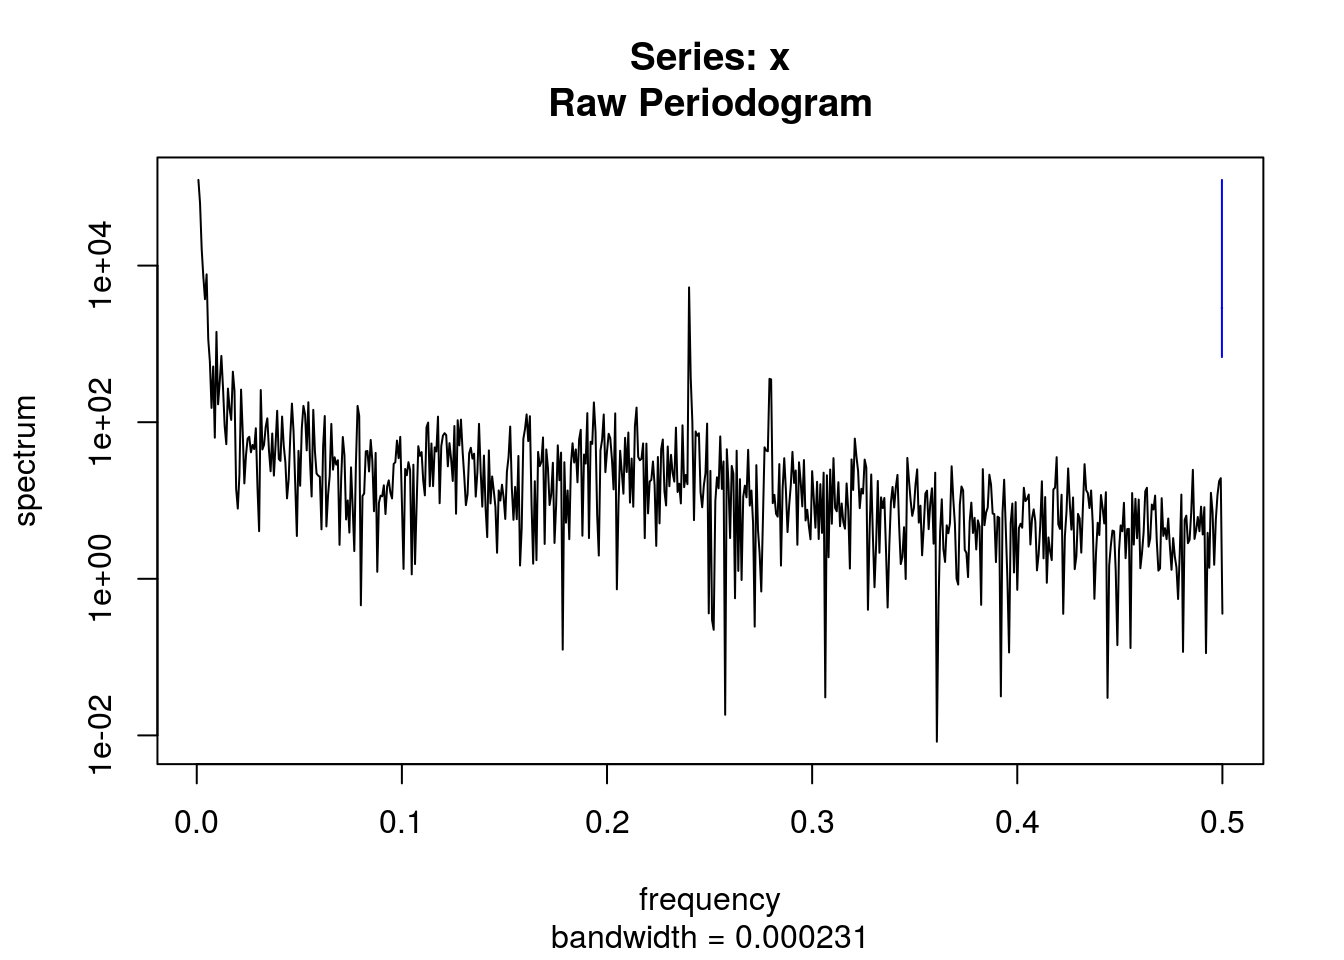 Series: x
Raw Periodogram
spectrum
1e+04
1e+02
1e+00
1e-02
0.0 0.1 0.2 0.3 0.4 0.5
frequency
bandwidth = 0.000231